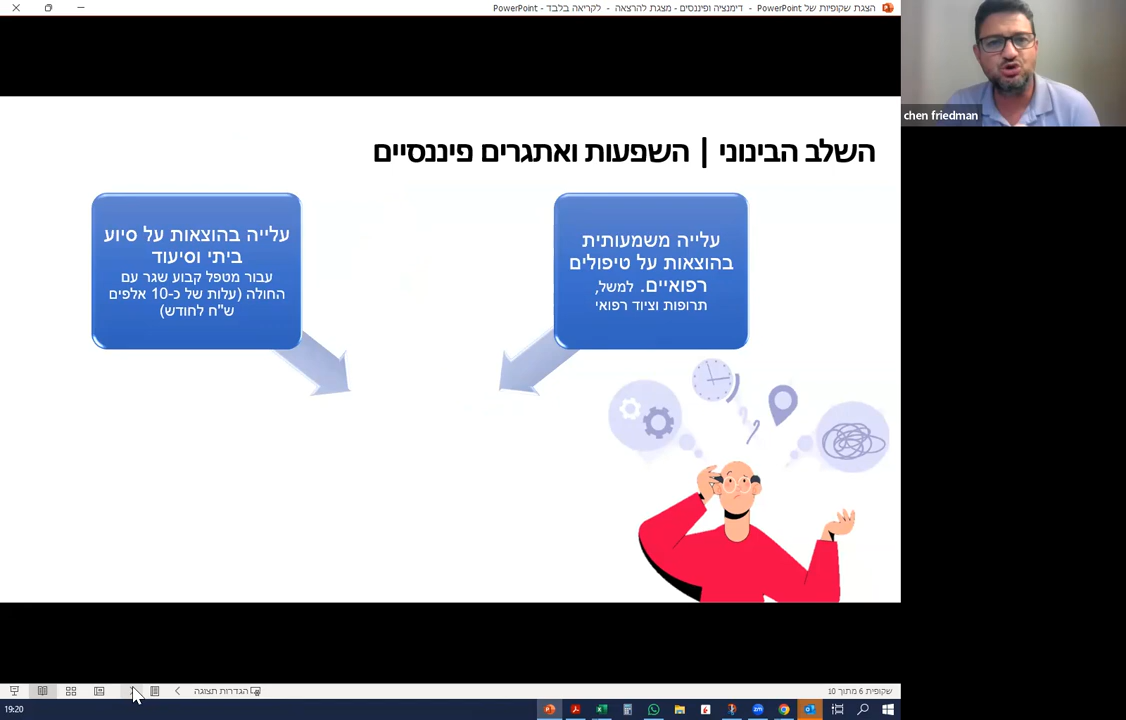 הצגת שקופיות של PowerPoint - דימנציה ופיננסים - מצגת להרצאה - לקריאה בלבד - PowerPoint
chen friedman
השלב הבינוני | השפעות ואתגרים פיננסיים
עלייה משמעותית
בהוצאות על טיפולים
רפואיים. למשל,
תרופות וציוד רפואי
עלייה בהוצאות על סיוע
ביתי וסיעוד
עבור מטפל קבוע שגר עם
החולה (עלות של כ-10 אלפים
ש"ח לחודש)
שקופית 6 מתוך 10
הגדרות תצוגה
19:20